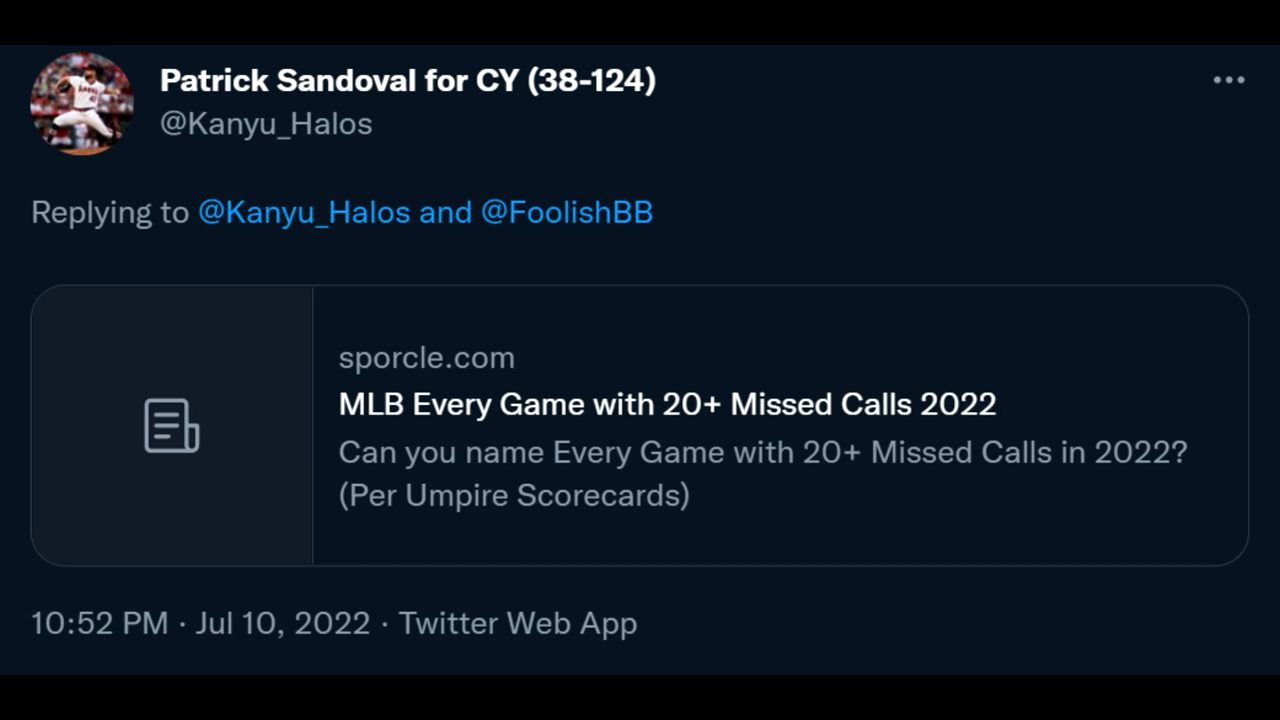 Patrick Sandoval for CY (38-124)
@Kanyu_Halos
Replying to @Kanyu_Halos and @FoolishBB
sporcle.com
MLB Every Game with 20+ Missed Calls 2022
Can you name Every Game with 20+ Missed Calls in 2022?
(Per Umpire Scorecards)
10:52 PM · Jul 10, 2022 · Twitter Web App